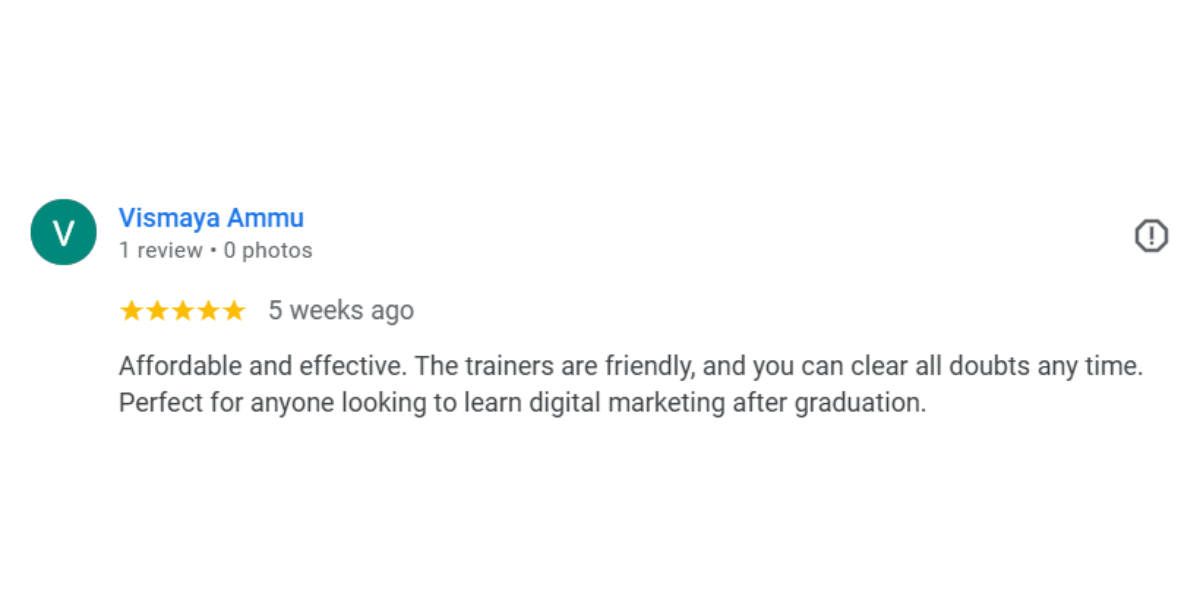 V
Vismaya Ammu
1 review • 0 photos
5 weeks ago
Affordable and effective. The trainers are friendly, and you can clear all doubts any time.
Perfect for anyone looking to learn digital marketing after graduation.